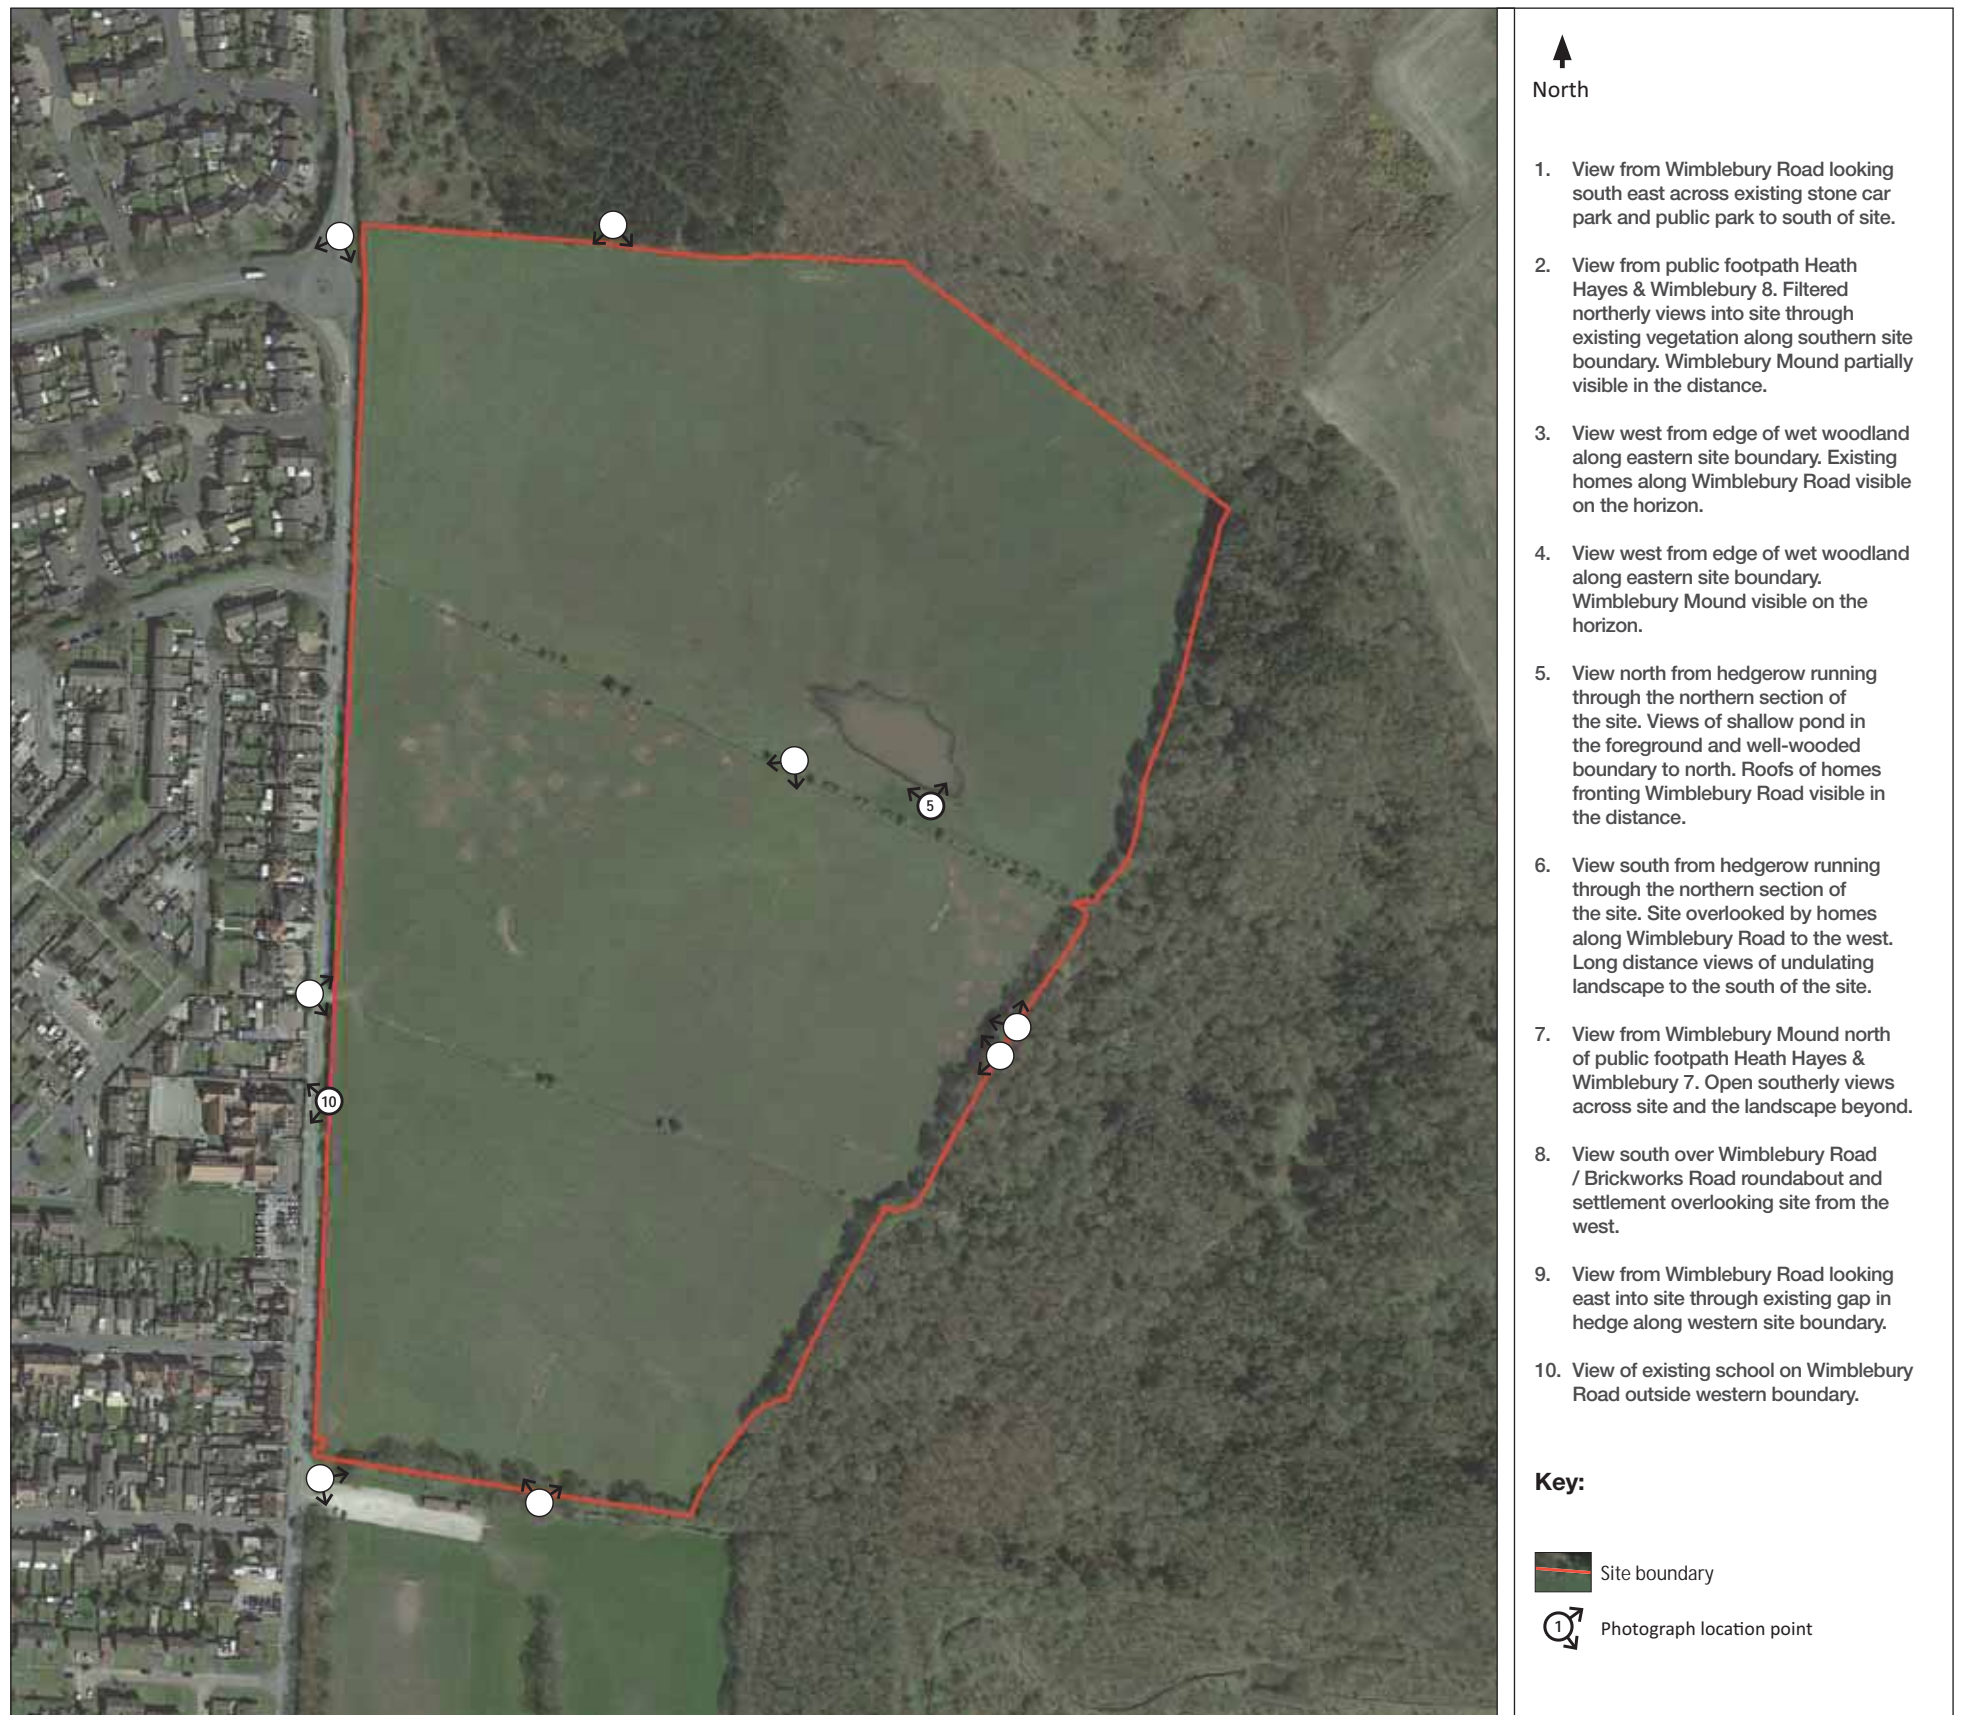 North
1. View from Wimblebury Road looking
south east across existing stone car
park and public park to south of site.
2. View from public footpath Heath
Hayes & Wimblebury 8. Filtered
northerly views into site through
existing vegetation along southern site
boundary. Wimblebury Mound partially
visible in the distance.
3. View west from edge of wet woodland
along eastern site boundary. Existing
homes along Wimblebury Road visible
on the horizon.
4. View west from edge of wet woodland
along eastern site boundary.
Wimblebury Mound visible on the
horizon.
5. View north from hedgerow running
through the northern section of
the site. Views of shallow pond in
the foreground and well-wooded
boundary to north. Roofs of homes
fronting Wimblebury Road visible in
the distance.
6. View south from hedgerow running
through the northern section of
the site. Site overlooked by homes
along Wimblebury Road to the west.
Long distance views of undulating
landscape to the south of the site.
7. View from Wimblebury Mound north
of public footpath Heath Hayes &
Wimblebury 7. Open southerly views
across site and the landscape beyond.
8. View south over Wimblebury Road
/ Brickworks Road roundabout and
settlement overlooking site from the
west.
9. View from Wimblebury Road looking
east into site through existing gap in
hedge along western site boundary.
10. View of existing school on Wimblebury
Road outside western boundary.
Key:
Site boundary
1 Photograph location point
5
10